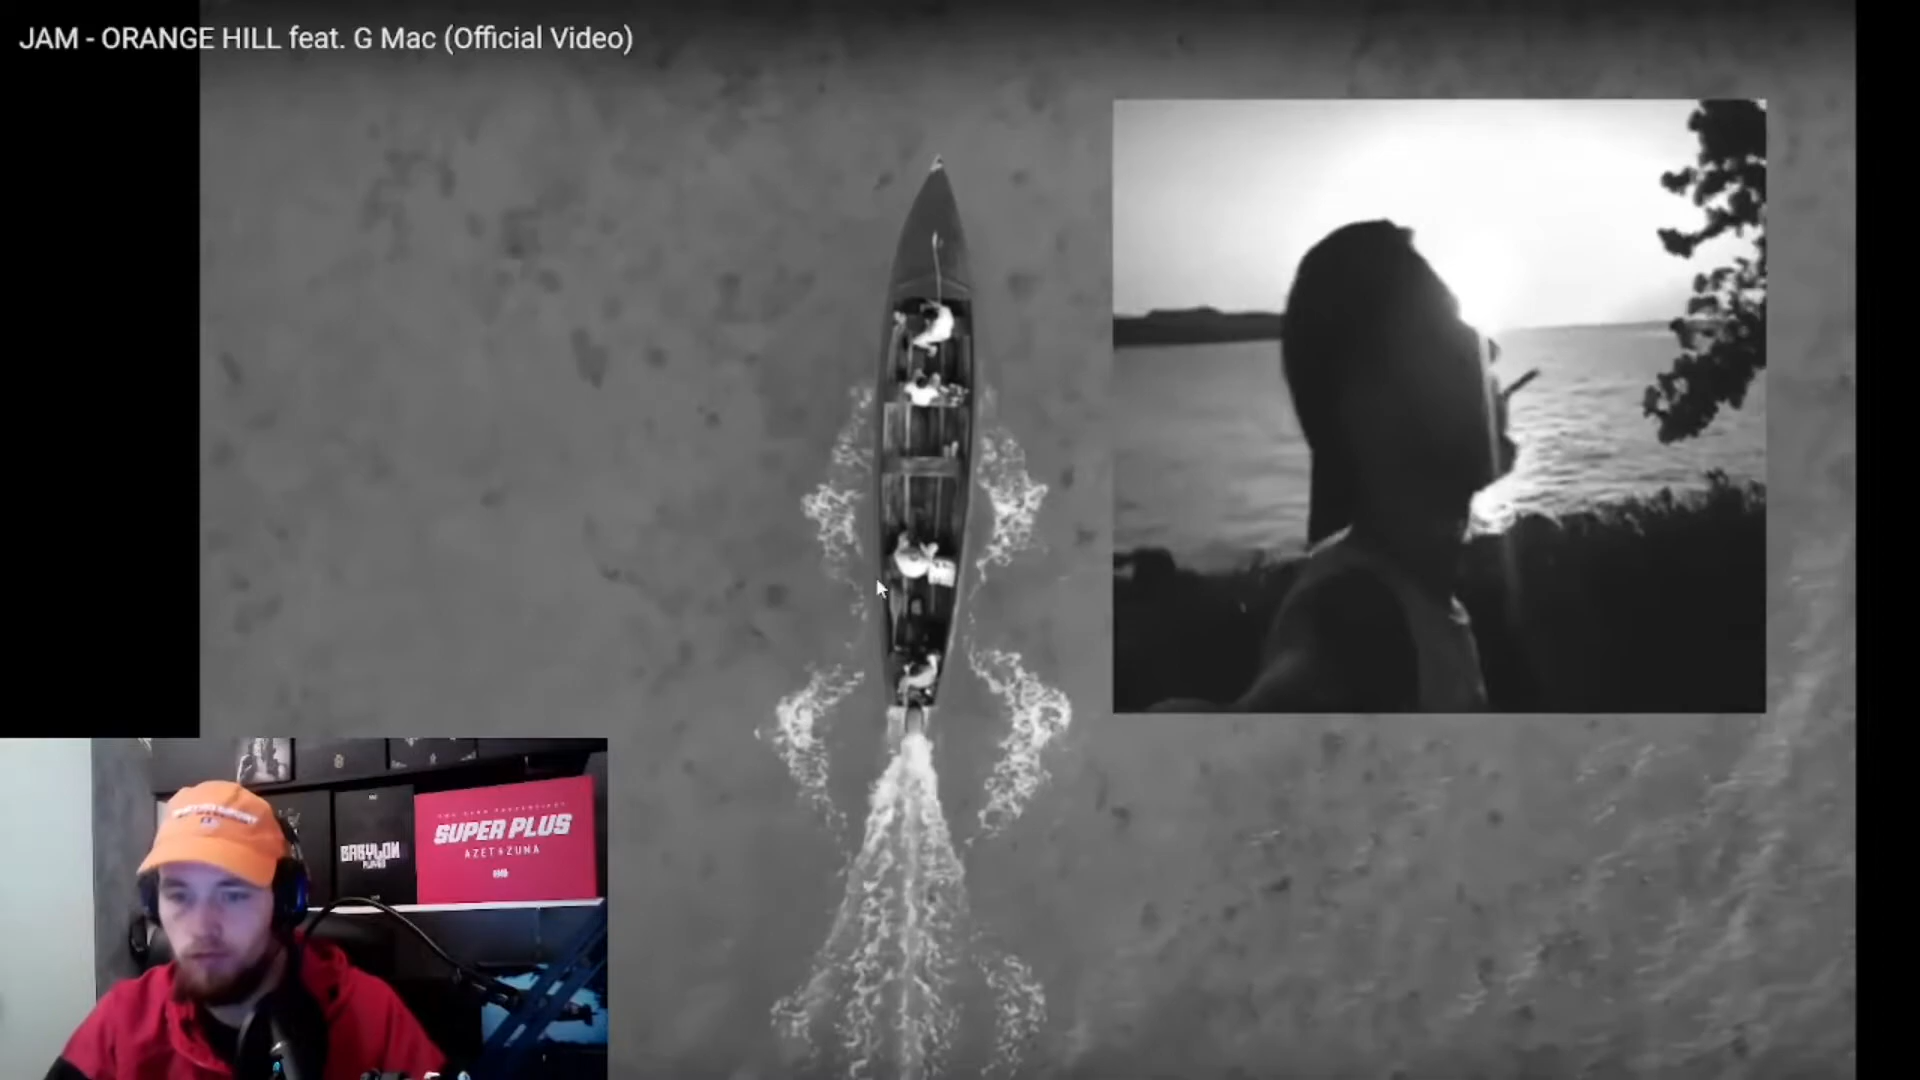 JAM - ORANGE HILL feat. G Mac (Official Video)
SUPER PLUS
AZET & ZUNA
BABYLON